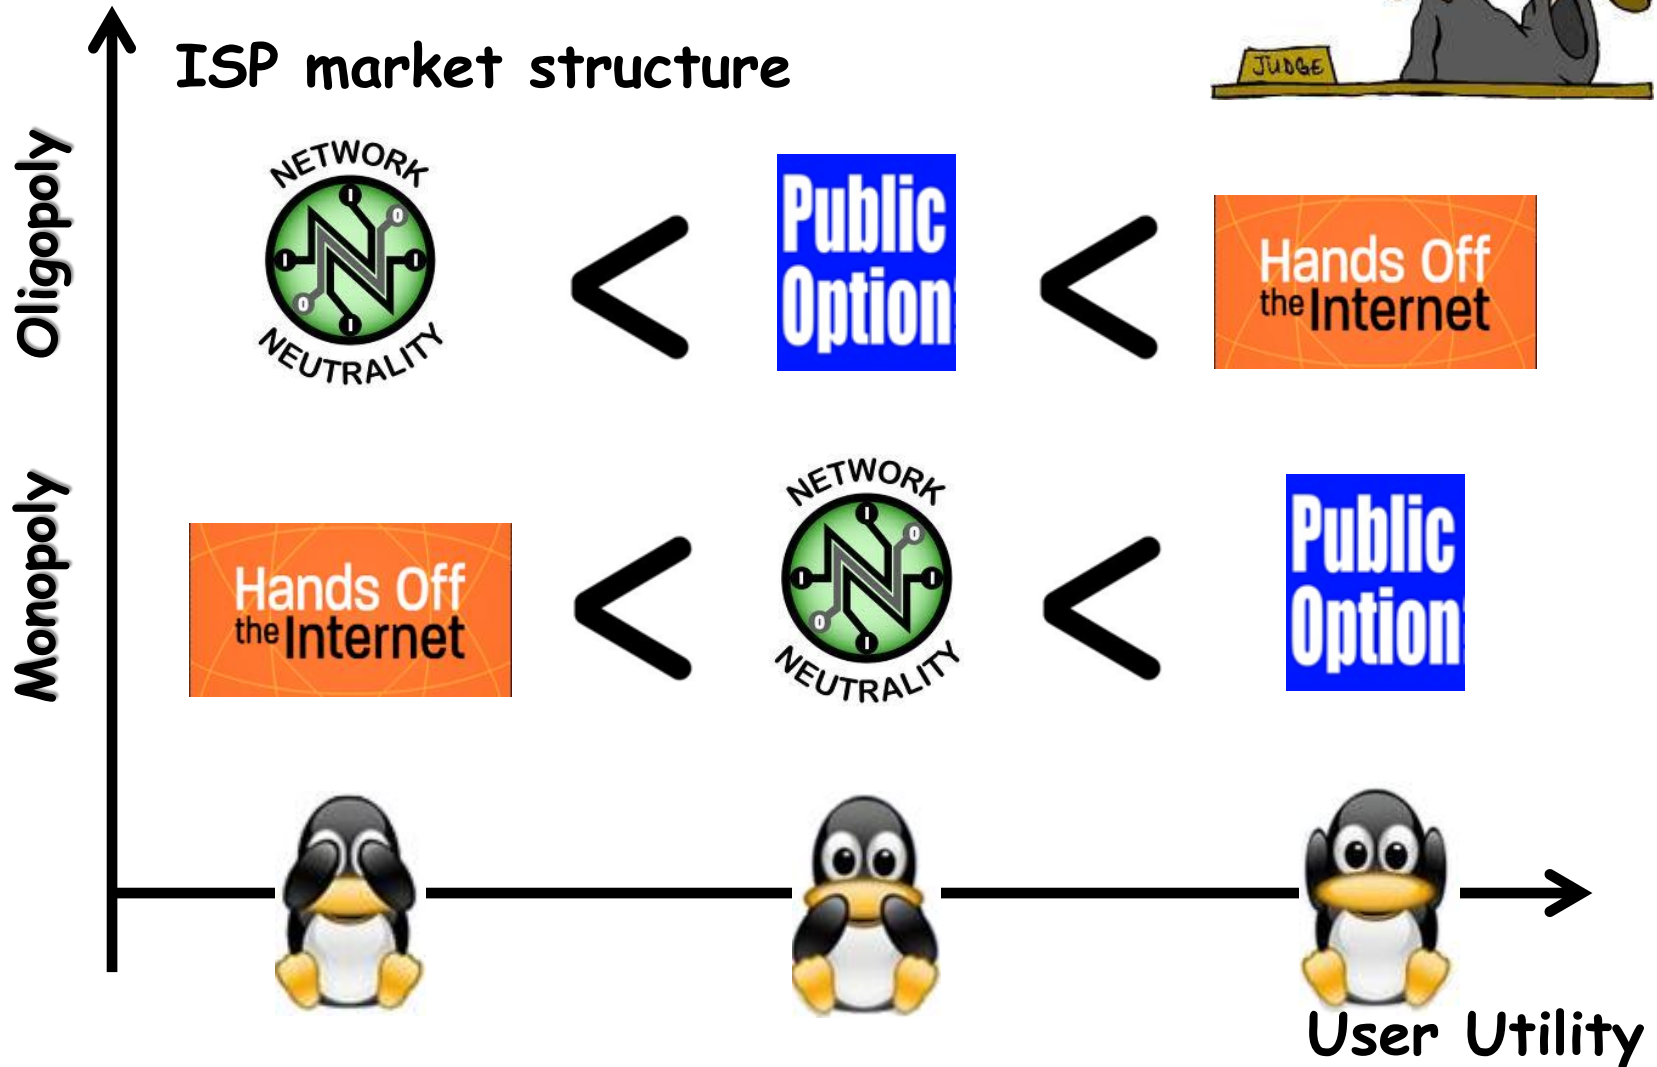 ISP market structure
JUDGE
Oligopoly
NETWORK
NEUTRALITY
<
Public
Option
<
Hands Off
the Internet
Monopoly
Hands Off
the Internet
<
NETWORK
NEUTRALITY
<
Public
Option
User Utility